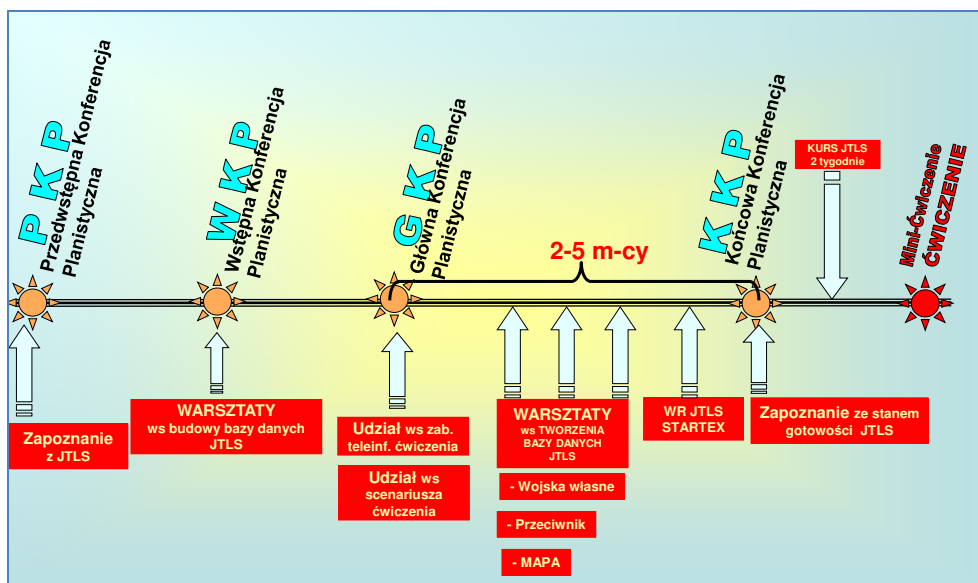 P K P
Przedwstępna Konferencja
Planistyczna
W K P
Wstępna Konferencja
Planistyczna
G K P
Główna Konferencja
Planistyczna
K K P
Końcowa Konferencja
Planistyczna
KURS JTLS
2 tygodnie
Mini-Ćwiczenie
ĆWICZENIE
2-5 m-cy
Zapoznanie
z JTLS
WARSZTATY
ws budowy bazy danych
JTLS
Udział ws zab.
teleinf. ćwiczenia
Udział ws
scenariusza
ćwiczenia
WARSZTATY
ws TWORZENIA
BAZY DANYCH
JTLS
- Wojska własne
- Przeciwnik
- MAPA
WR JTLS
STARTEX
Zapoznanie ze stanem
gotowości JTLS